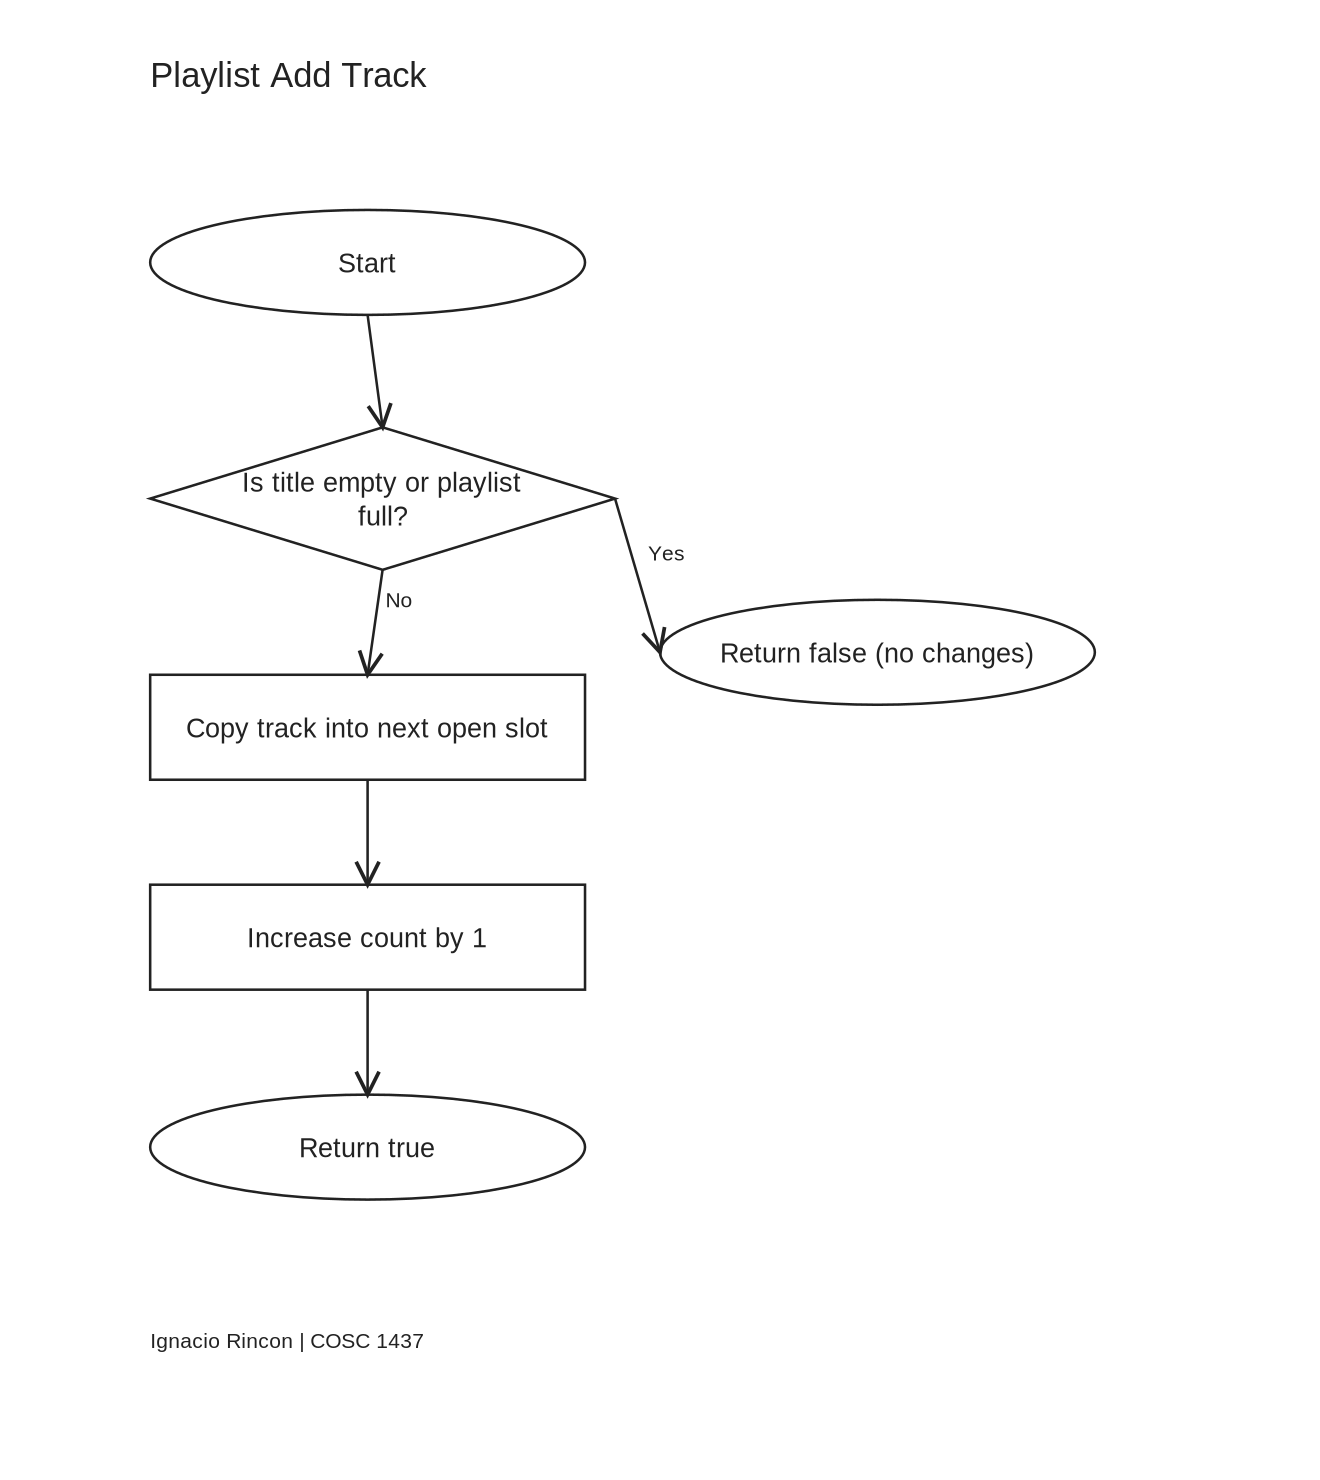 Playlist Add Track
Start
Is title empty or playlist
full?
Yes
No
Return false (no changes)
Copy track into next open slot
Increase count by 1
Return true
Ignacio Rincon | COSC 1437